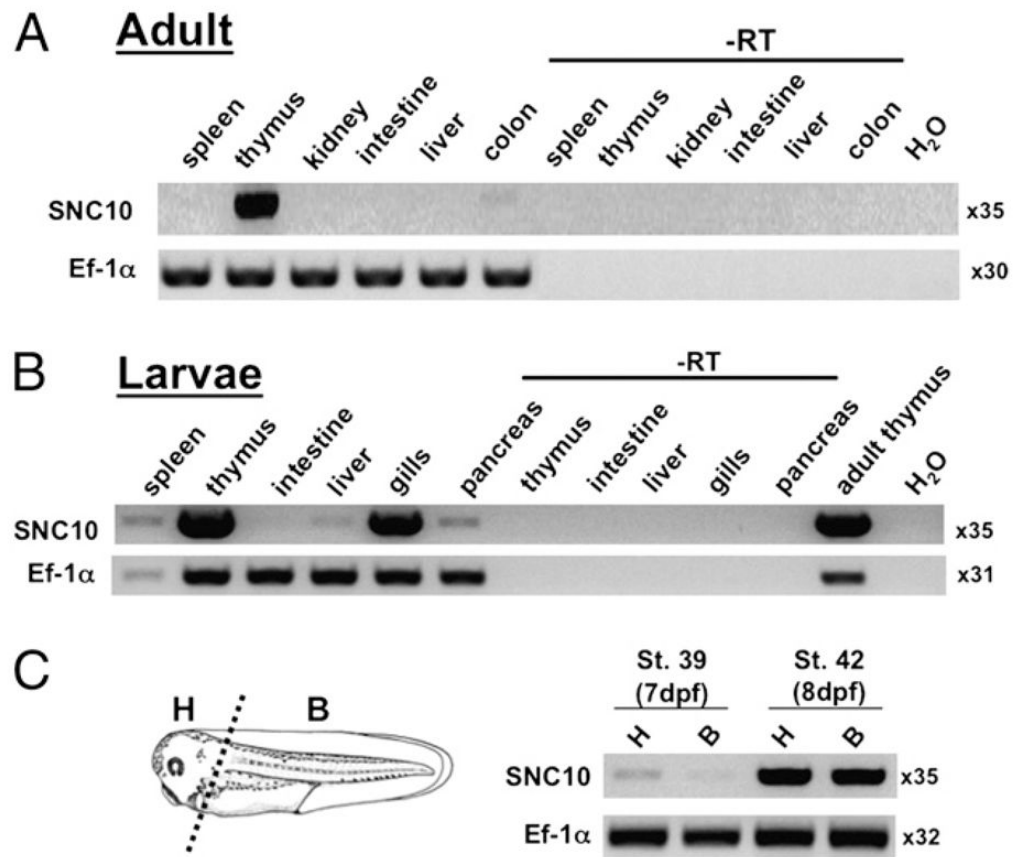 A Adult
-RT
spleen thymus kidney intestine liver colon spleen thymus kidney intestine liver colon H₂O
SNC10 x35
Ef-1α x30
B Larvae
-RT
spleen thymus intestine liver gills pancreas thymus intestine liver gills pancreas adult thymus H₂O
SNC10 x35
Ef-1α x31
C
St. 39 St. 42
(7dpf) (8dpf)
H B H B H B
SNC10 x35
Ef-1α x32